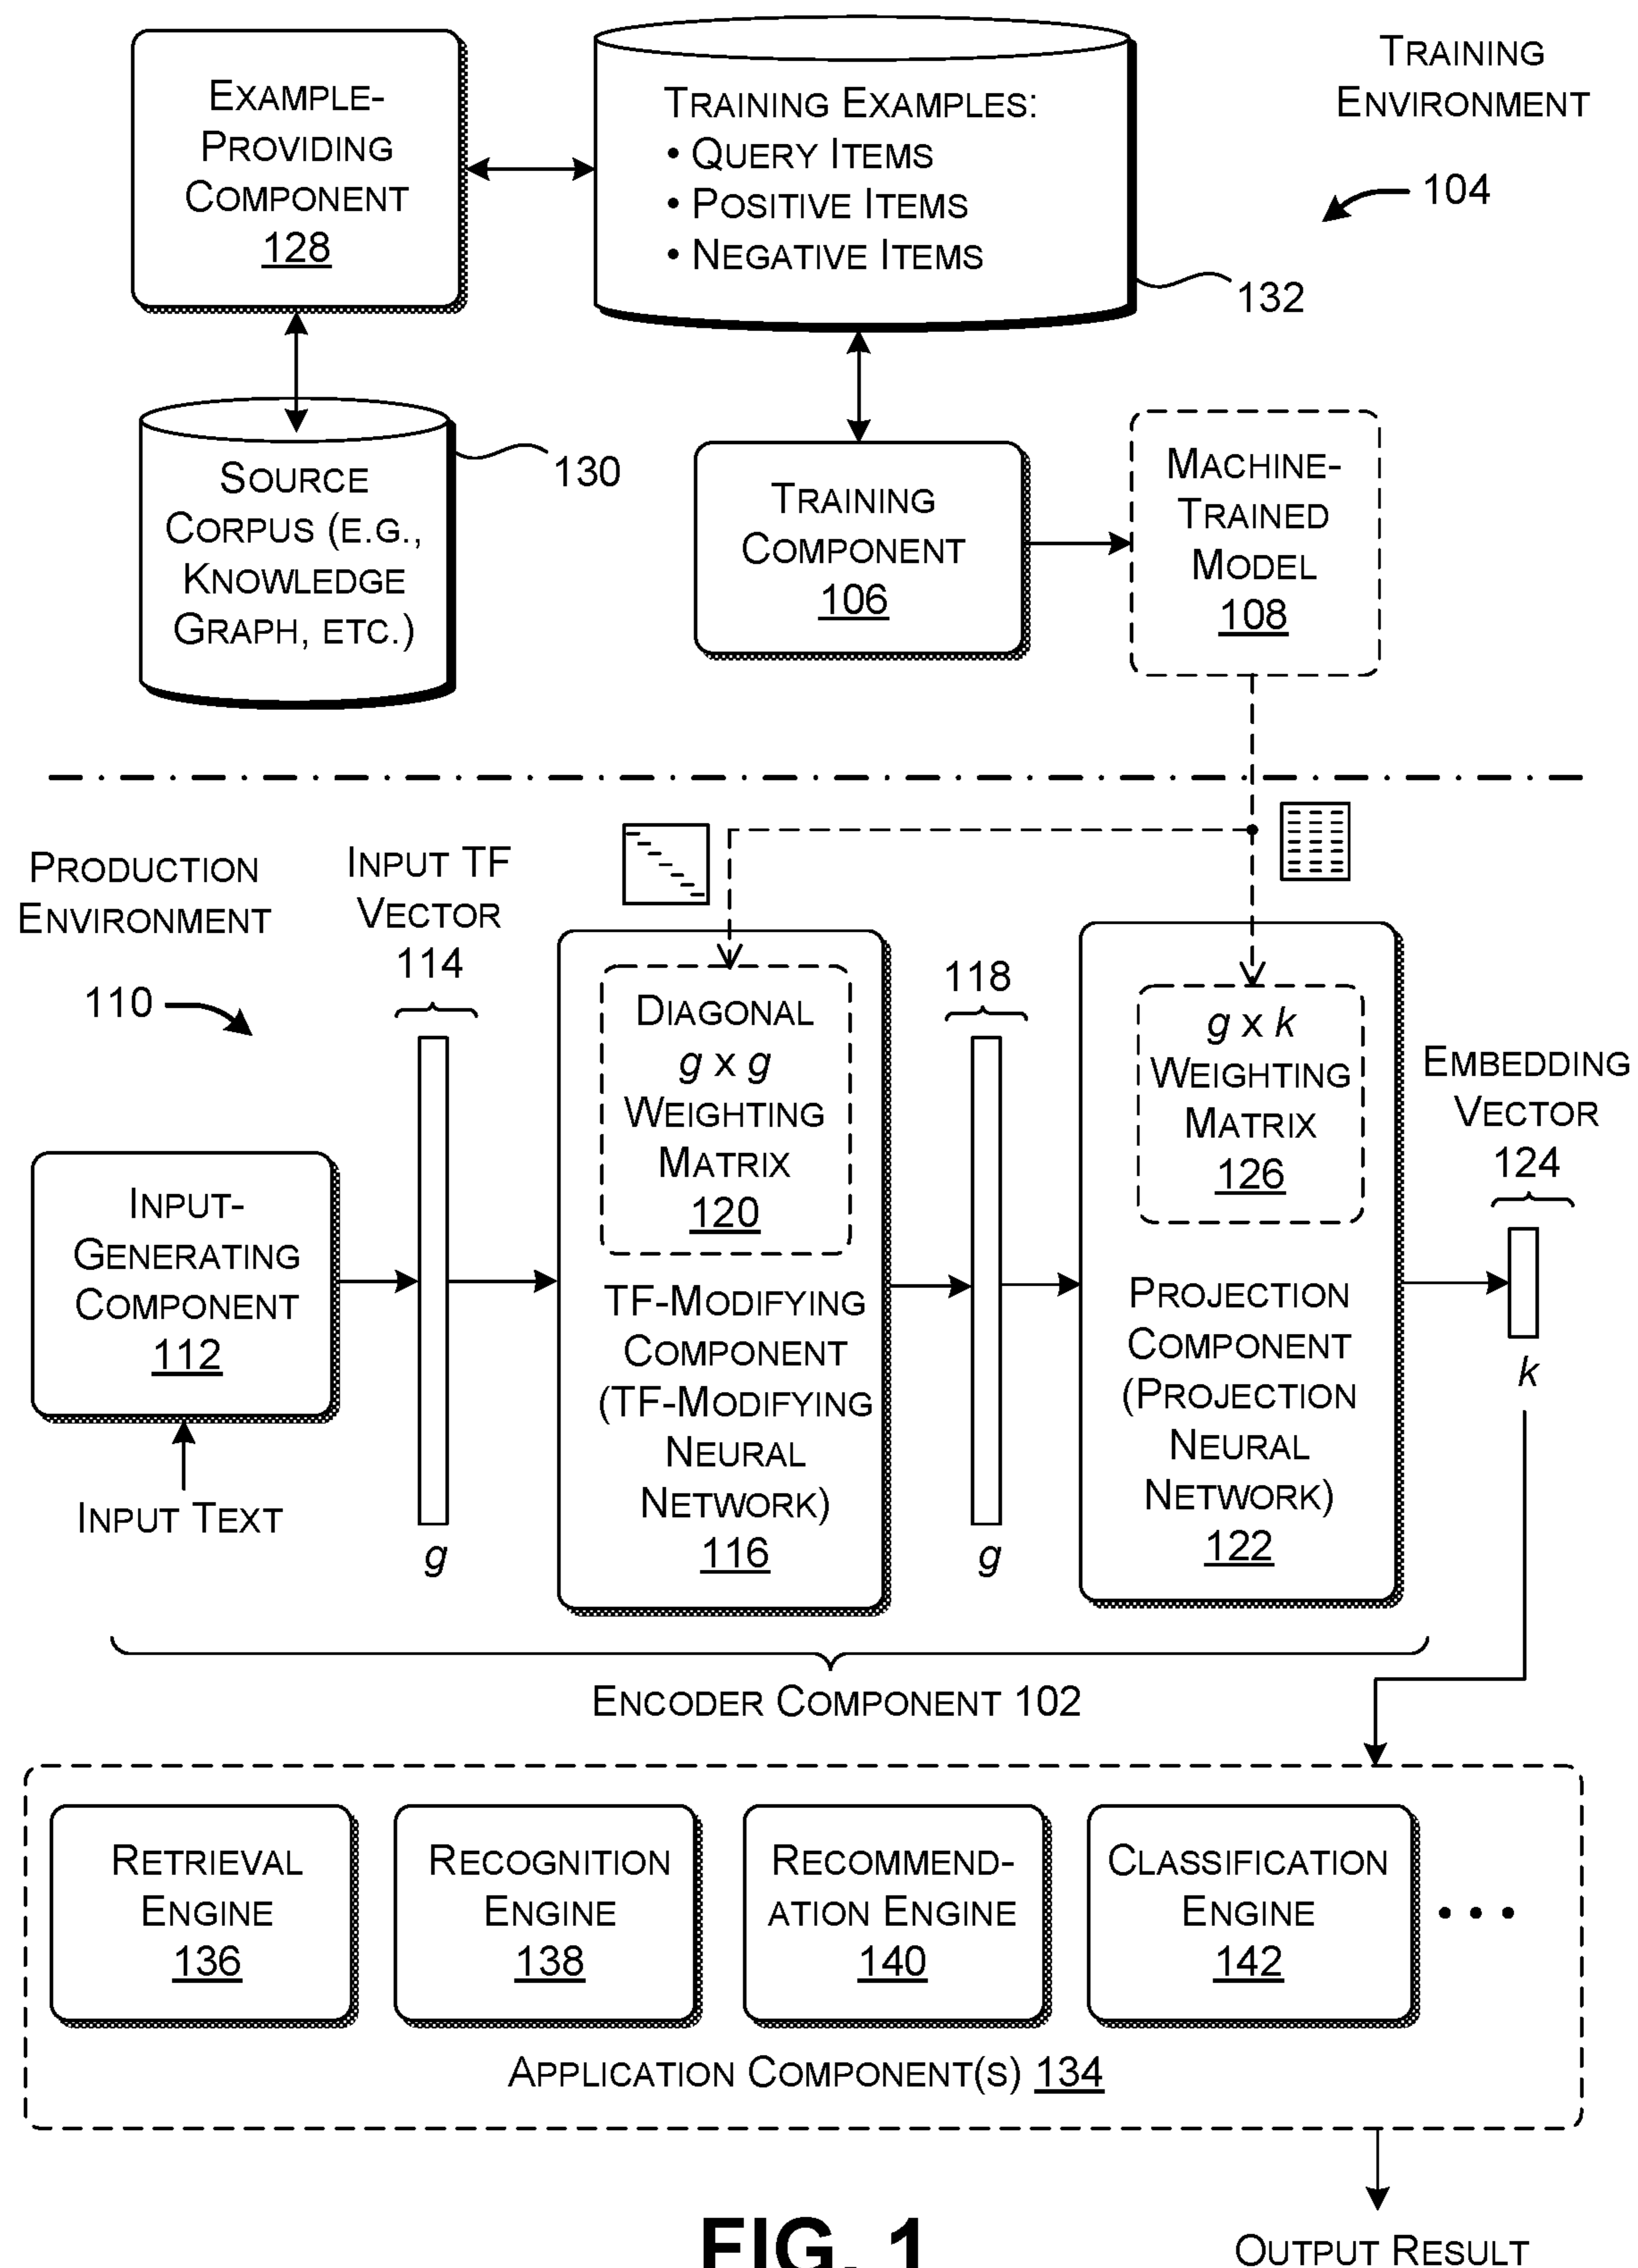 EXAMPLE-
PROVIDING
COMPONENT
128
TRAINING EXAMPLES:
• QUERY ITEMS
• POSITIVE ITEMS
• NEGATIVE ITEMS
132
TRAINING
ENVIRONMENT
104
SOURCE
CORPUS (E.G.,
KNOWLEDGE
GRAPH, ETC.)
130
TRAINING
COMPONENT
106
MACHINE-
TRAINED
MODEL
108
PRODUCTION
ENVIRONMENT
110
INPUT TF
VECTOR
114
DIAGONAL
g x g
WEIGHTING
MATRIX
120
118
g x k
WEIGHTING
MATRIX
126
EMBEDDING
VECTOR
124
INPUT-
GENERATING
COMPONENT
112
INPUT TEXT
g
TF-MODIFYING
COMPONENT
(TF-MODIFYING
NEURAL
NETWORK)
116
g
PROJECTION
COMPONENT
(PROJECTION
NEURAL
NETWORK)
122
k
ENCODER COMPONENT 102
RETRIEVAL
ENGINE
136
RECOGNITION
ENGINE
138
RECOMMEND-
ATION ENGINE
140
CLASSIFICATION
ENGINE
142
• • •
APPLICATION COMPONENT(S) 134
OUTPUT RESULT
FIG. 1